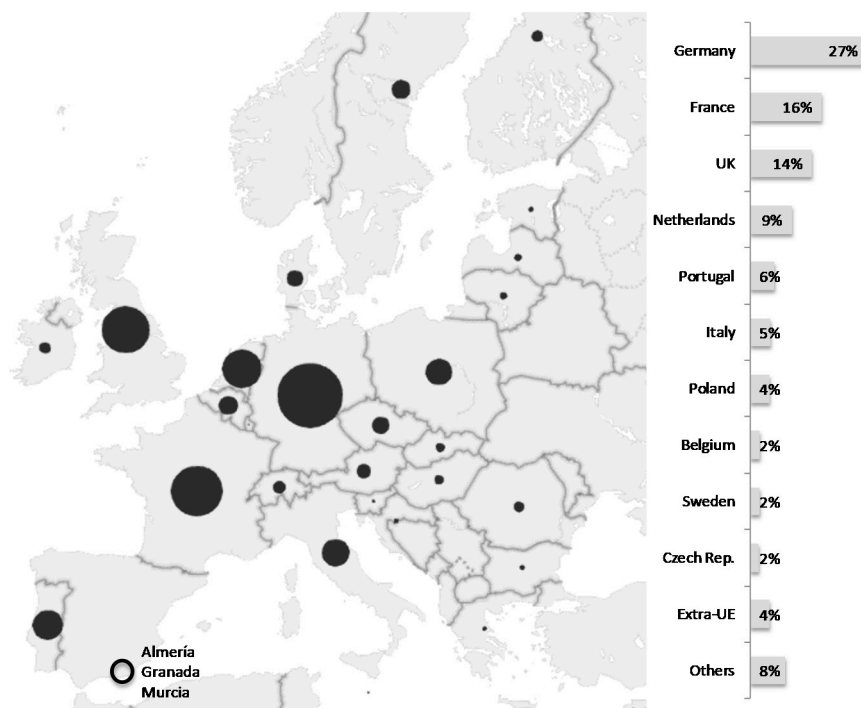 Germany 27%
France 16%
UK 14%
Netherlands 9%
Portugal 6%
Italy 5%
Poland 4%
Belgium 2%
Sweden 2%
Czech Rep. 2%
Extra-UE 4%
Others 8%
Almería
Granada
Murcia